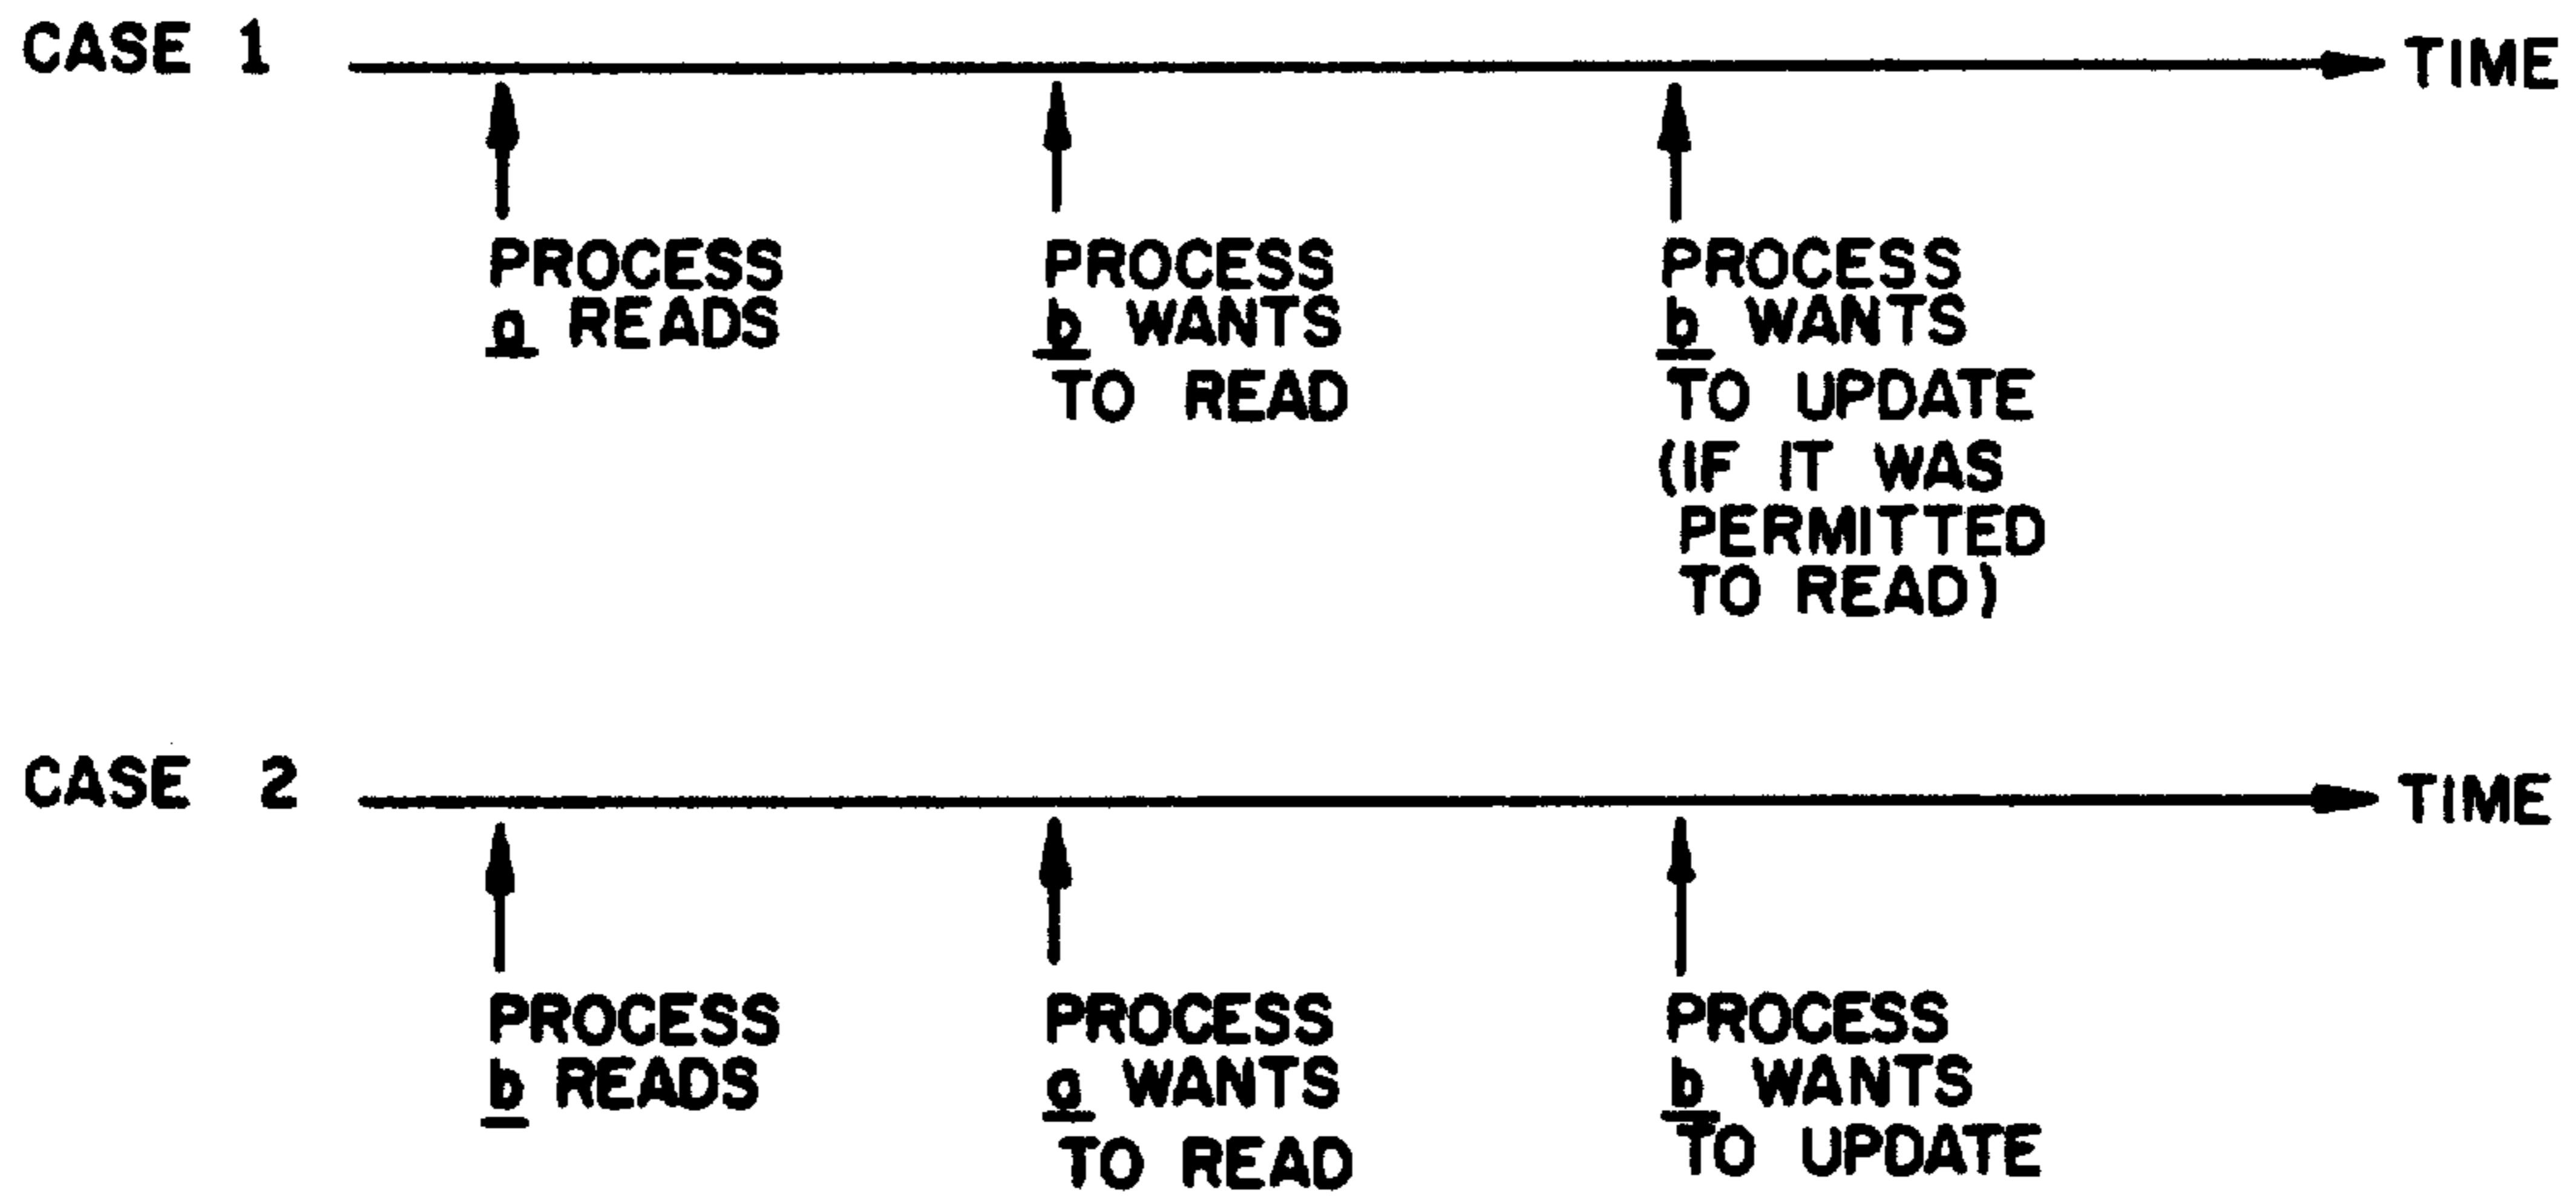 CASE 1
TIME
PROCESS
a READS
PROCESS
b WANTS
TO READ
PROCESS
b WANTS
TO UPDATE
(IF IT WAS
PERMITTED
TO READ)
CASE 2
TIME
PROCESS
b READS
PROCESS
a WANTS
TO READ
PROCESS
b WANTS
TO UPDATE